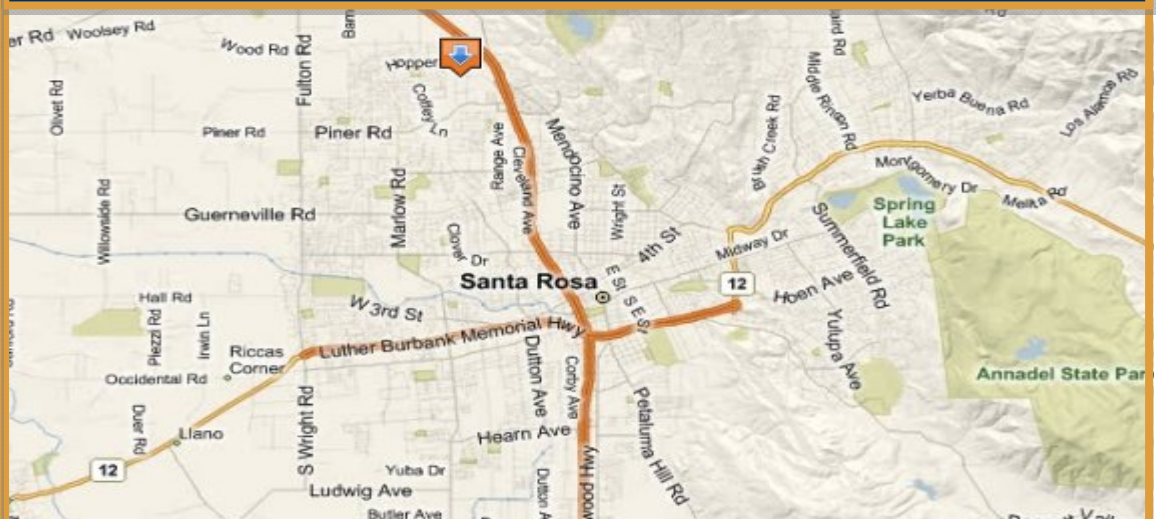 er Rd
Woolsey Rd
Wood Rd
Fulton Rd
Hopper
Olivet Rd
Coffey Ln
Piner Rd
Piner Rd
Range Ave
Cleveland Ave
Mendocino Ave
Brush Creek Rd
Middle Rincon Rd
aird Rd
Yerba Buena Rd
Los Alamos Rd
Montgomery Dr
Melita Rd
Willowside Rd
Guerneville Rd
Marlow Rd
Clover Dr
Wright St
4th St
Midway Dr
Summerfield Rd
Spring
Lake
Park
Santa Rosa
E St
S E St
12
Hoen Ave
Yulupa Ave
Hall Rd
Piezzi Rd
Irwin Ln
W 3rd St
Luther Burbank Memorial Hwy
Riccas
Corner
Occidental Rd
Dutton Ave
Corby Ave
Petaluma Hill Rd
Annadel State Par
Duer Rd
Llano
S Wright Rd
Hearn Ave
12
Yuba Dr
Ludwig Ave
Butler Ave
Dutton A
wood Hwy